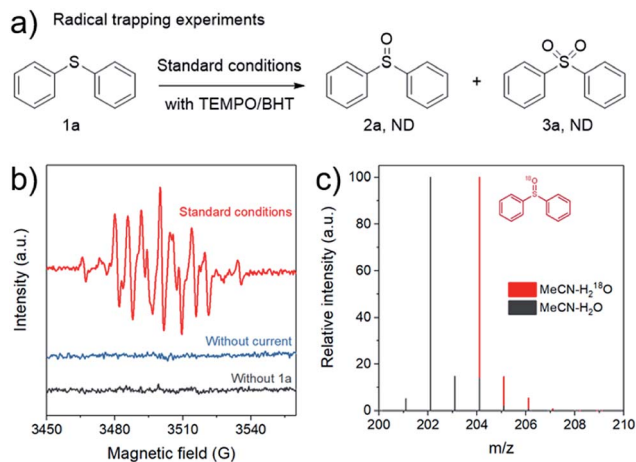 a) Radical trapping experiments
S
1a
Standard conditions
with TEMPO/BHT
O
S
2a, ND
+
O O
S
3a, ND
b)
Intensity (a.u.)
Standard conditions
Without current
Without 1a
3450 3480 3510 3540
Magnetic field (G)
c)
Relative intensity (a.u.)
100
80
60
40
20
0
18O
S
MeCN-H₂¹⁸O
MeCN-H₂O
200 202 204 206 208 210
m/z